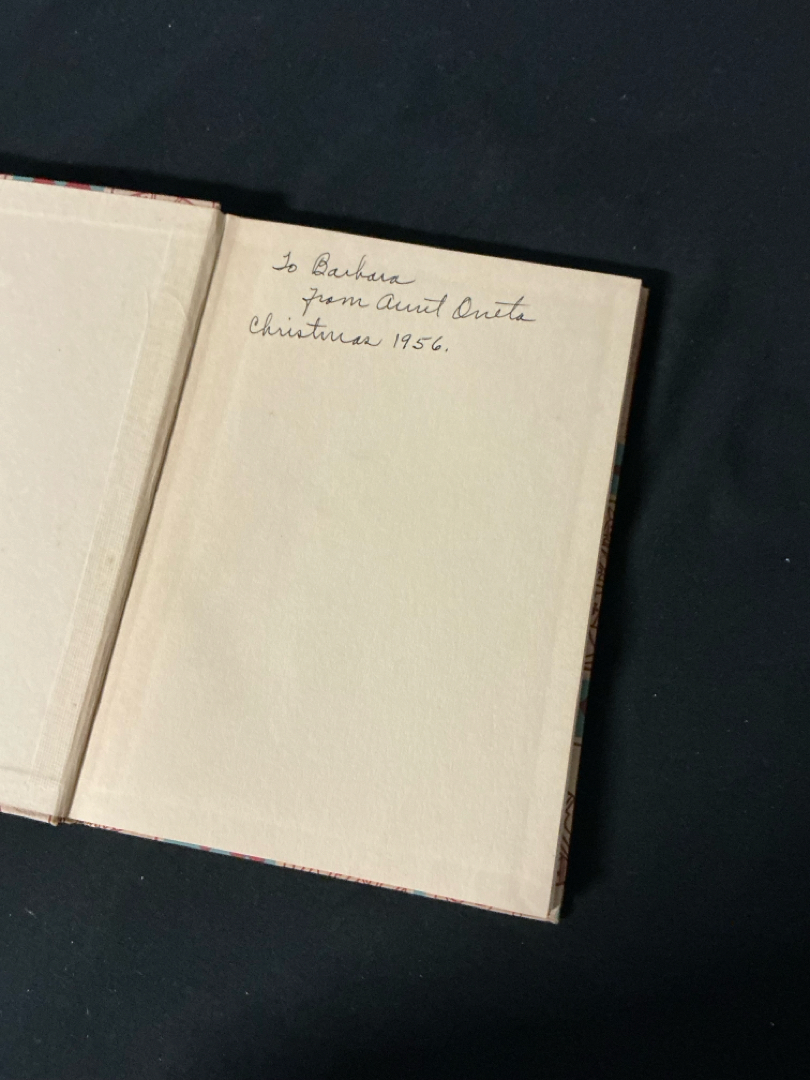 To Barbara
From Aunt Oneta
Christmas 1956.